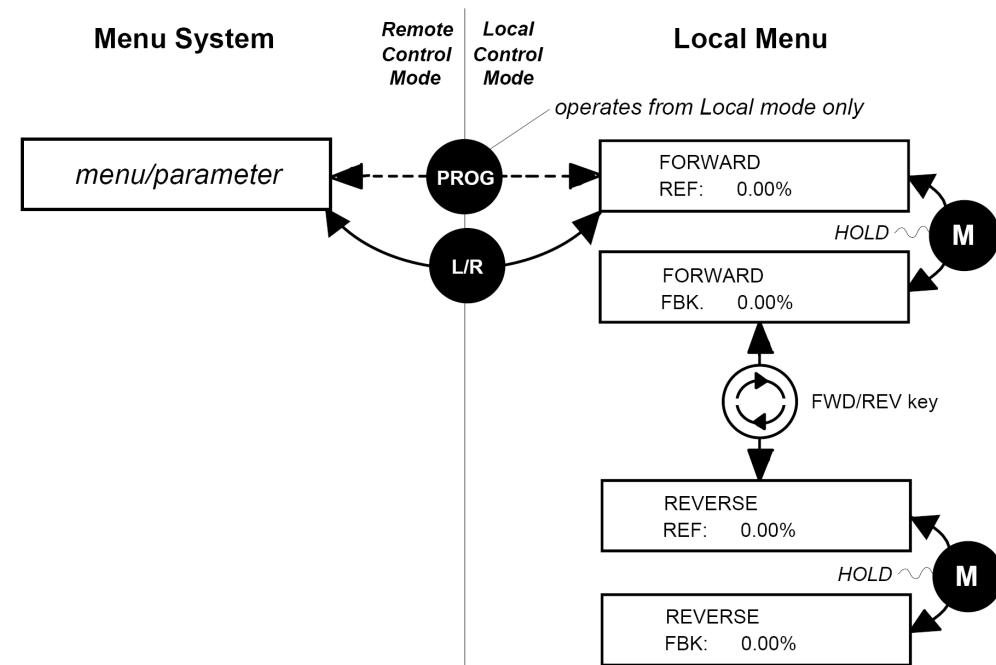 Menu System
Remote
Control
Mode
Local
Control
Mode
Local Menu
operates from Local mode only
menu/parameter
PROG
FORWARD
REF: 0.00%
HOLD
M
L/R
FORWARD
FBK. 0.00%
FWD/REV key
REVERSE
REF: 0.00%
HOLD
M
REVERSE
FBK: 0.00%